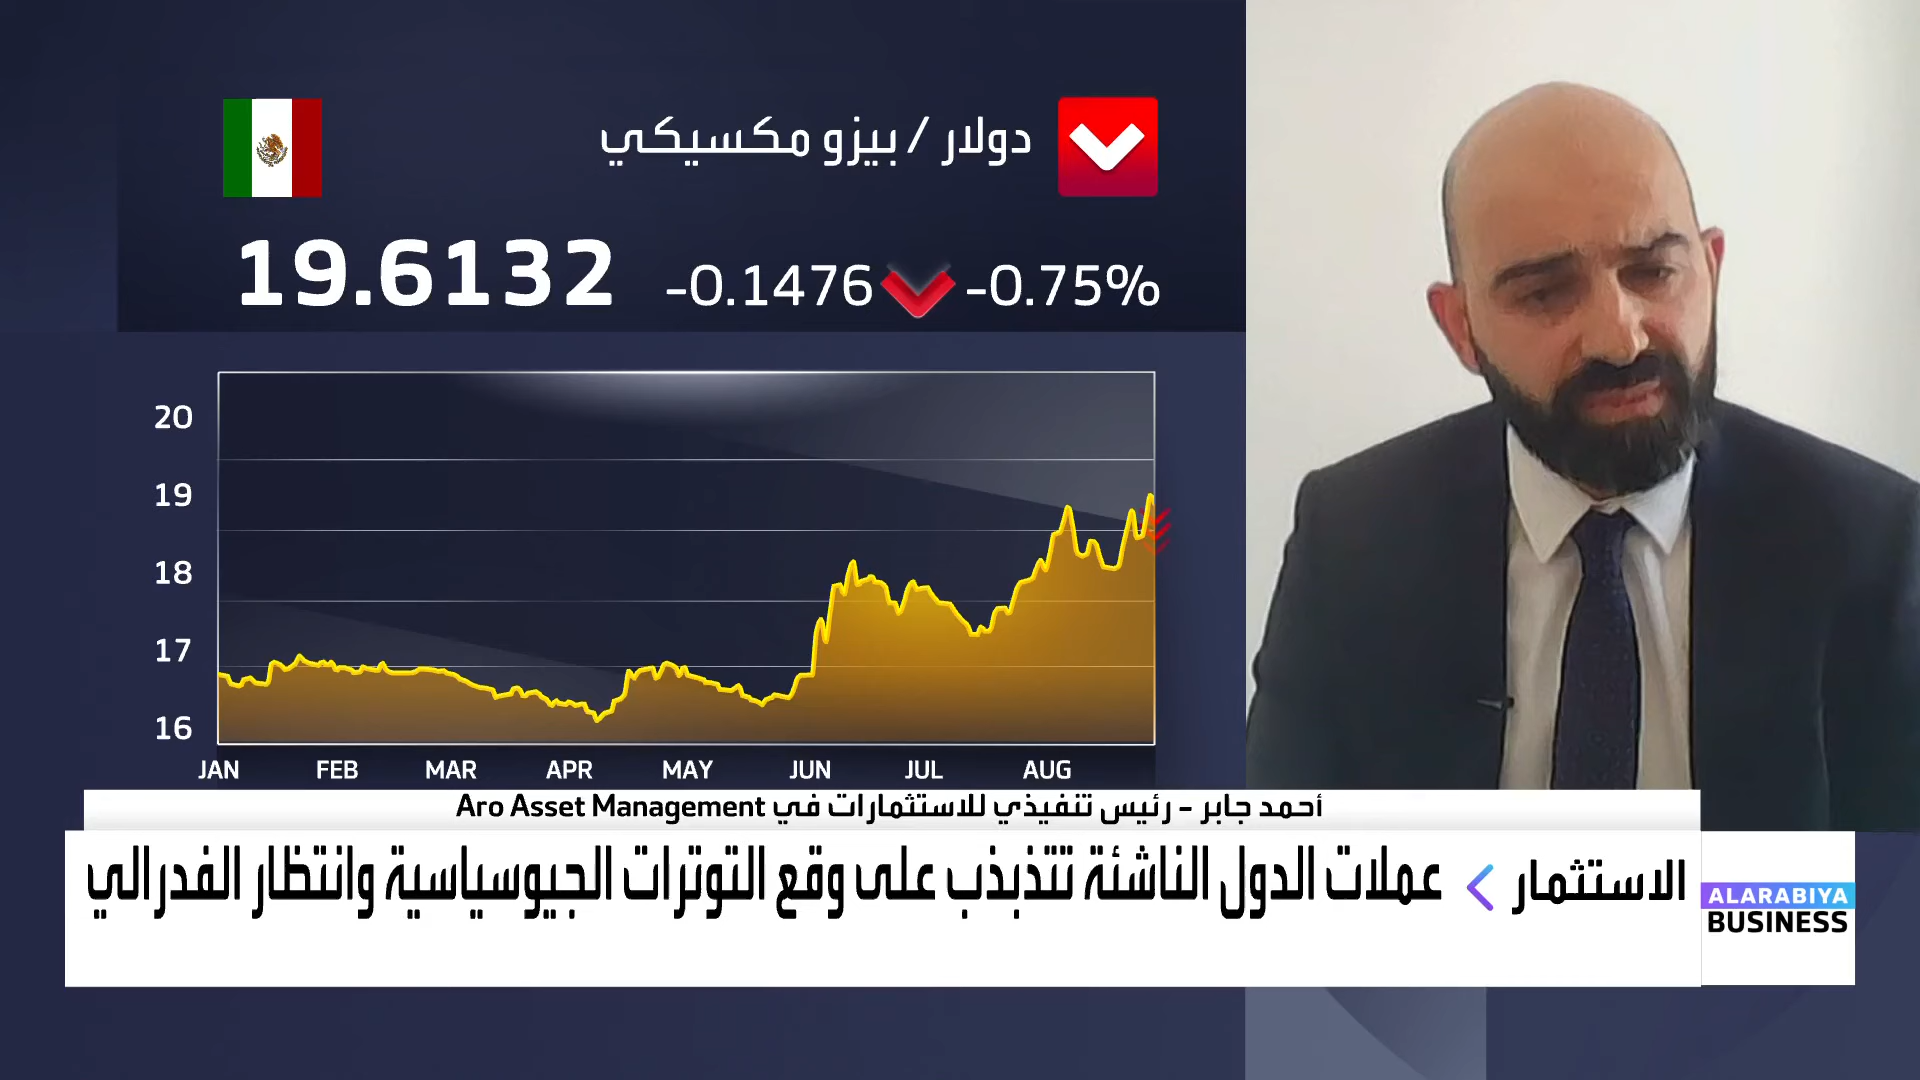 دولار / بيزو مكسيكي
19.6132 -0.1476 -0.75%
20
19
18
17
16
JAN FEB MAR APR MAY JUN JUL AUG
أحمد جابر - رئيس تنفيذي للاستثمارات في Aro Asset Management
الاستثمار
عملات الدول الناشئة تتذبذب على وقع التوترات الجيوسياسية وانتظار الفدرالي
ALARABIYA
BUSINESS